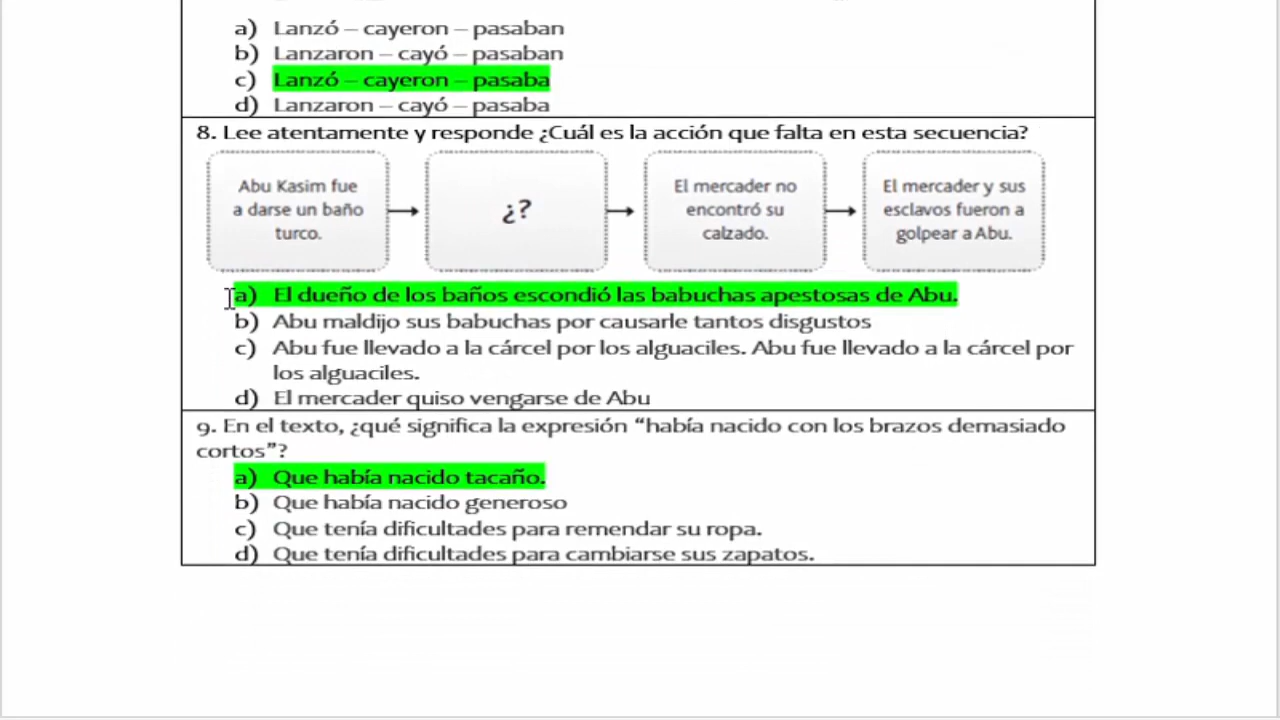 a) Lanzó – cayeron – pasaban
b) Lanzaron – cayó – pasaban
c) Lanzó – cayeron – pasaba
d) Lanzaron – cayó – pasaba
8. Lee atentamente y responde ¿Cuál es la acción que falta en esta secuencia?
Abu Kasim fue
a darse un baño
turco.
¿?
El mercader no
encontró su
calzado.
El mercader y sus
esclavos fueron a
golpear a Abu.
a) El dueño de los baños escondió las babuchas apestosas de Abu.
b) Abu maldijo sus babuchas por causarle tantos disgustos
c) Abu fue llevado a la cárcel por los alguaciles. Abu fue llevado a la cárcel por
los alguaciles.
d) El mercader quiso vengarse de Abu
9. En el texto, ¿qué significa la expresión “había nacido con los brazos demasiado
cortos”?
a) Que había nacido tacaño.
b) Que había nacido generoso
c) Que tenía dificultades para remendar su ropa.
d) Que tenía dificultades para cambiarse sus zapatos.